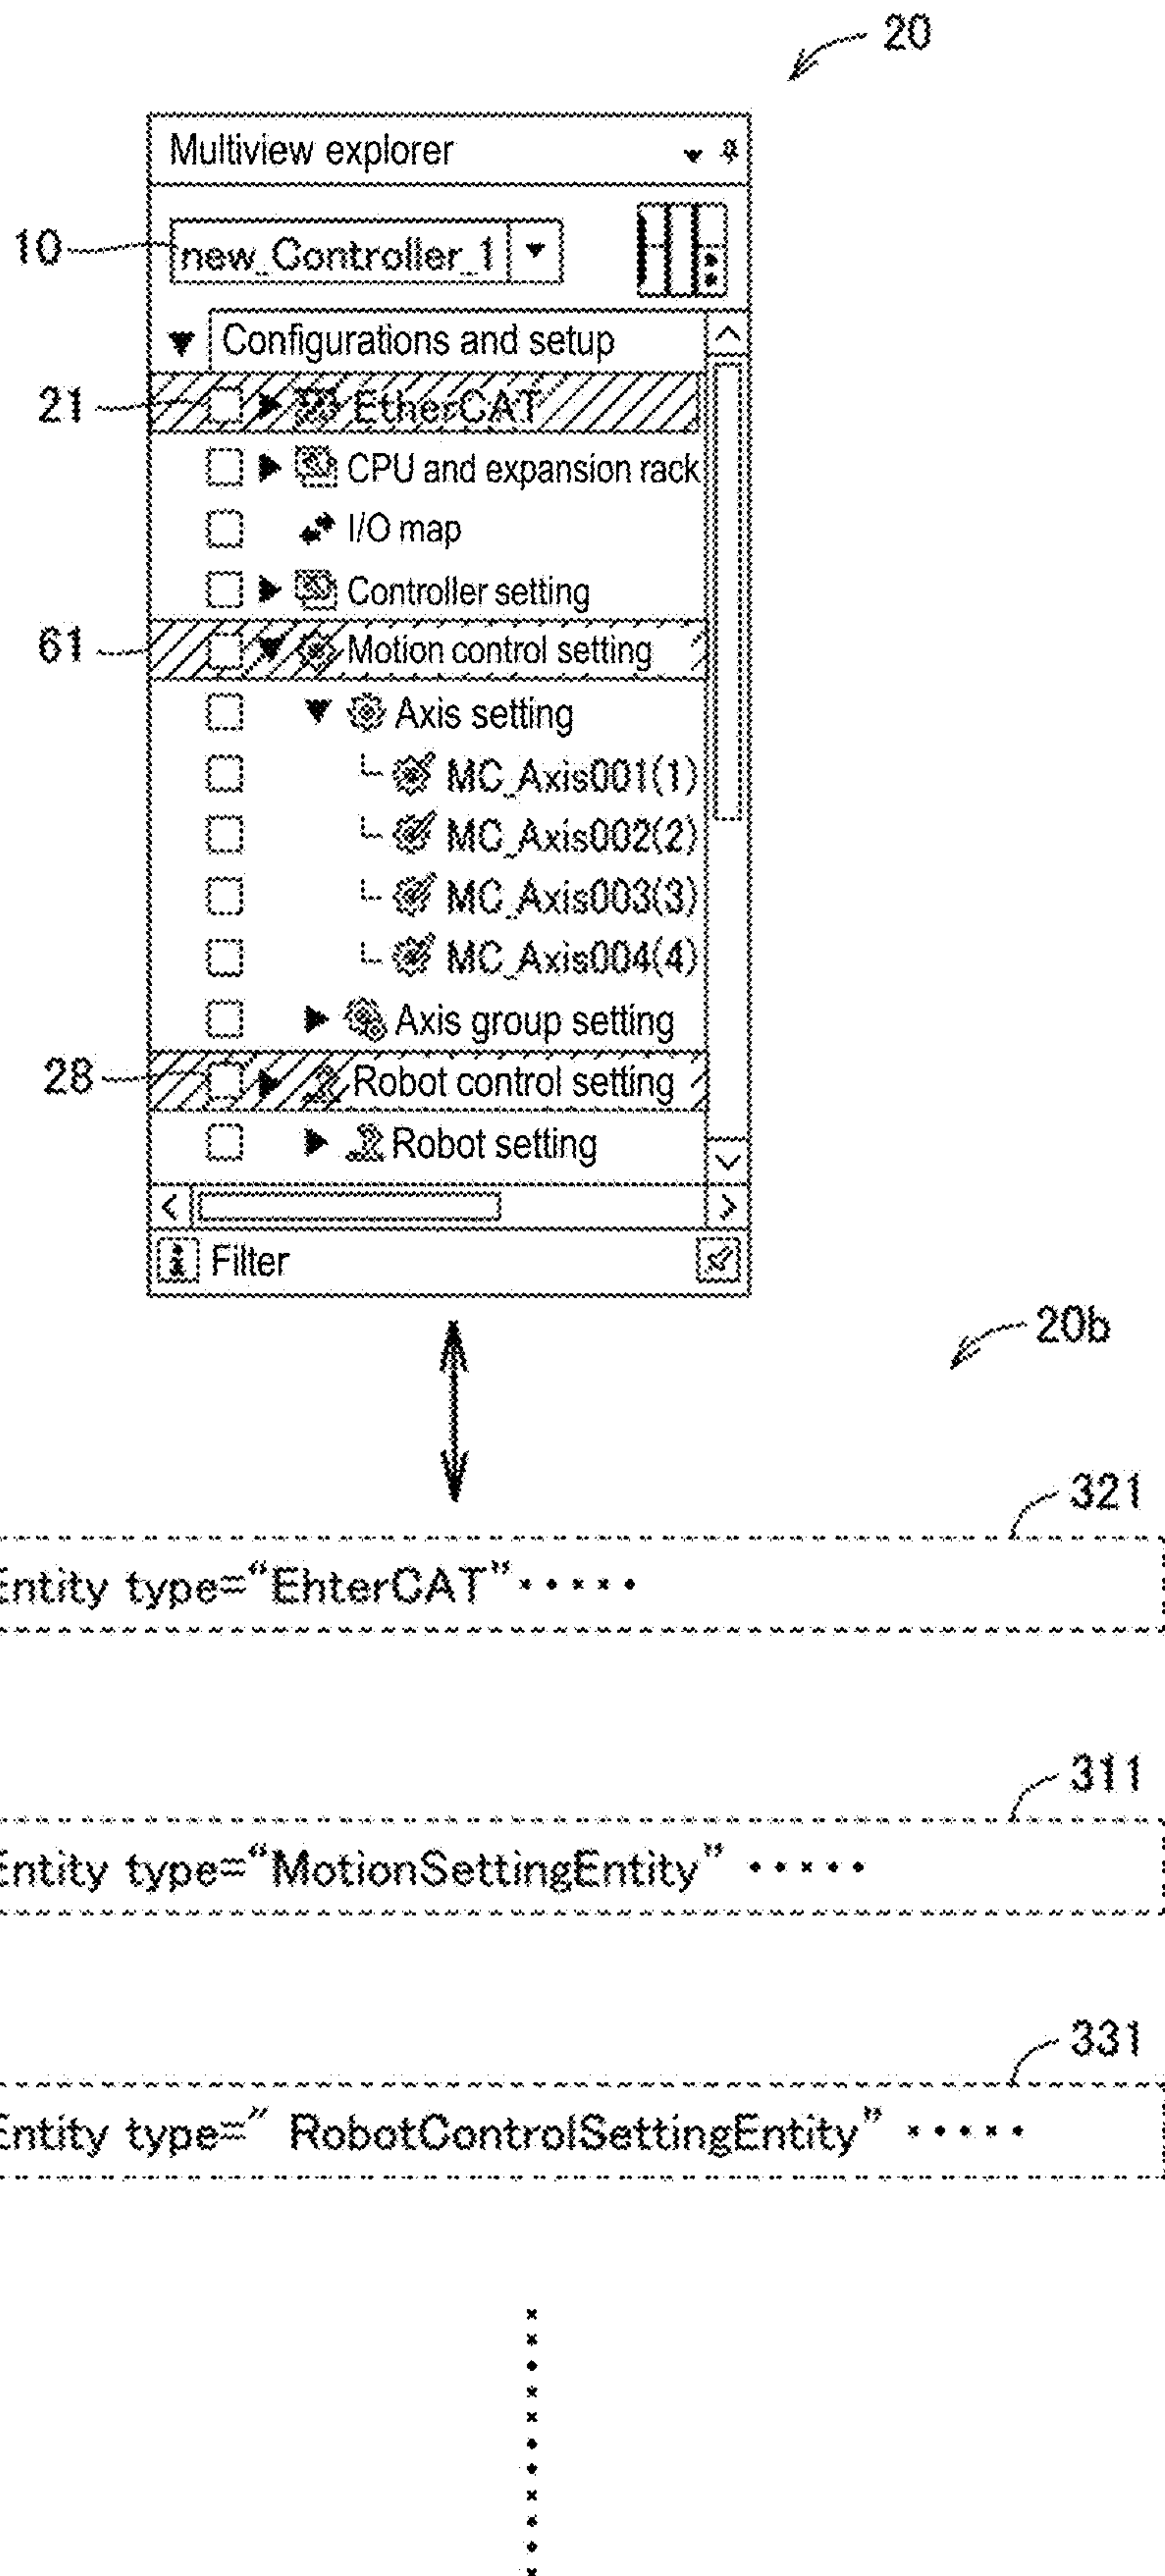 20
Multiview explorer
10
new_Controller_1
Configurations and setup
21
EtherCAT
CPU and expansion rack
I/O map
Controller setting
61
Motion control setting
Axis setting
MC_Axis001(1)
MC_Axis002(2)
MC_Axis003(3)
MC_Axis004(4)
Axis group setting
28
Robot control setting
Robot setting
Filter
20b
321
Entity type="EhterCAT"・・・・・
311
Entity type="MotionSettingEntity" ・・・・・
331
Entity type=" RobotControlSettingEntity" ・・・・・